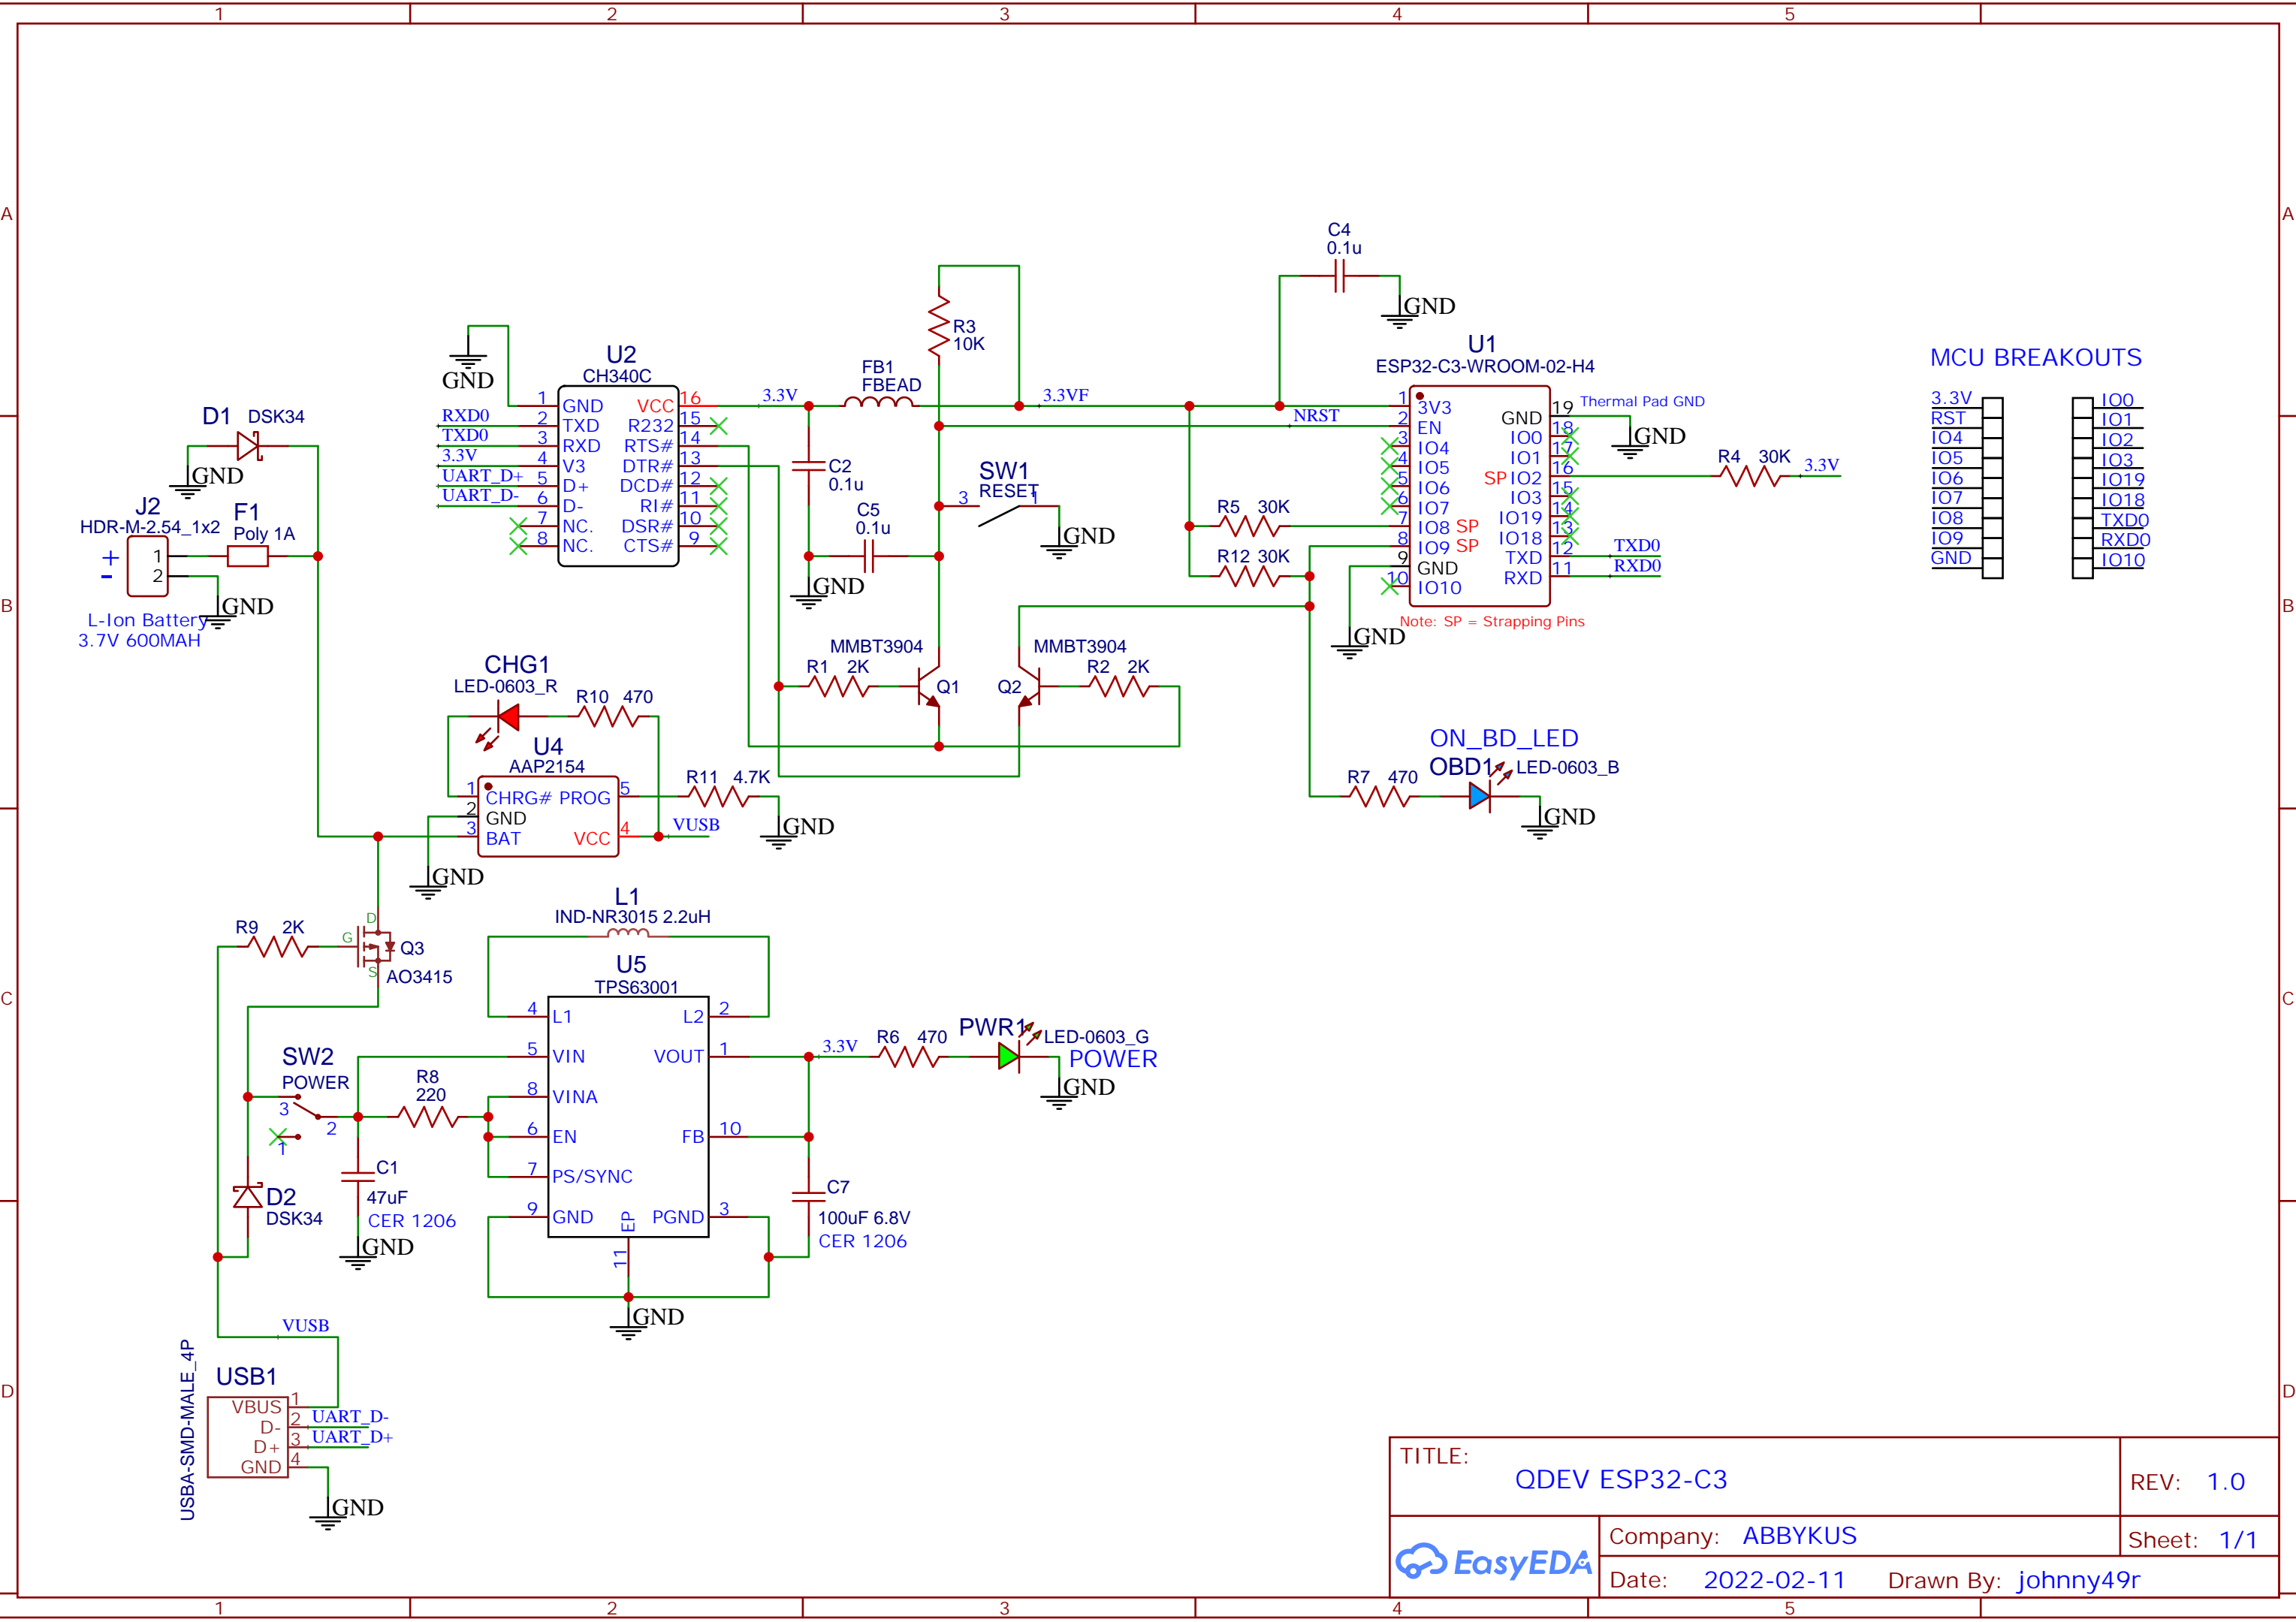 1 2 3 4 5
A A
B B
C C
D D
C4
0.1u
GND
R3
10K
U1
ESP32-C3-WROOM-02-H4
MCU BREAKOUTS
GND
U2
CH340C
FB1
FBEAD
3.3V
3.3VF
NRST
1 GND
2 TXD
3 RXD
4 V3
5 D+
6 D-
7 NC.
8 NC.
VCC 16
R232 15
RTS# 14
DTR# 13
DCD# 12
RI# 11
DSR# 10
CTS# 9
RXD0
TXD0
3.3V
UART_D+
UART_D-
1 3V3
2 EN
3 IO4
4 IO5
5 IO6
6 IO7
7 IO8 SP
8 IO9 SP
9 GND
10 IO10
GND 19
IO0 18
IO1 17
SP IO2 16
IO3 15
IO19 14
IO18 13
TXD 12
RXD 11
Thermal Pad GND
GND
R4 30K
3.3V
TXD0
RXD0
Note: SP = Strapping Pins
GND
3.3V
RST
IO4
IO5
IO6
IO7
IO8
IO9
GND
IO0
IO1
IO2
IO3
IO19
IO18
TXD0
RXD0
IO10
D1 DSK34
GND
J2
HDR-M-2.54_1x2
F1
Poly 1A
+ 1
- 2
GND
L-Ion Battery
3.7V 600MAH
C2
0.1u
C5
0.1u
GND
SW1
RESET
3 1
GND
R5 30K
R12 30K
MMBT3904
R1 2K
Q1
MMBT3904
Q2
R2 2K
CHG1
LED-0603_R
R10 470
U4
AAP2154
1 CHRG#
2 GND
3 BAT
PROG 5
VCC 4
R11 4.7K
VUSB
GND
GND
ON_BD_LED
OBD1
LED-0603_B
R7 470
GND
R9 2K
D
G
S
Q3
AO3415
L1
IND-NR3015 2.2uH
U5
TPS63001
4 L1
5 VIN
8 VINA
6 EN
7 PS/SYNC
9 GND
EP
11
L2 2
VOUT 1
FB 10
PGND 3
GND
3.3V
R6 470
PWR1
LED-0603_G
POWER
GND
C7
100uF 6.8V
CER 1206
SW2
POWER
3
2
1
R8
220
C1
47uF
CER 1206
GND
D2
DSK34
VUSB
USBA-SMD-MALE_4P
USB1
VBUS 1
D- 2
D+ 3
GND 4
UART_D-
UART_D+
GND
TITLE:
QDEV ESP32-C3
REV: 1.0
EasyEDA
Company: ABBYKUS
Sheet: 1/1
Date: 2022-02-11
Drawn By: johnny49r
1 2 3 4 5